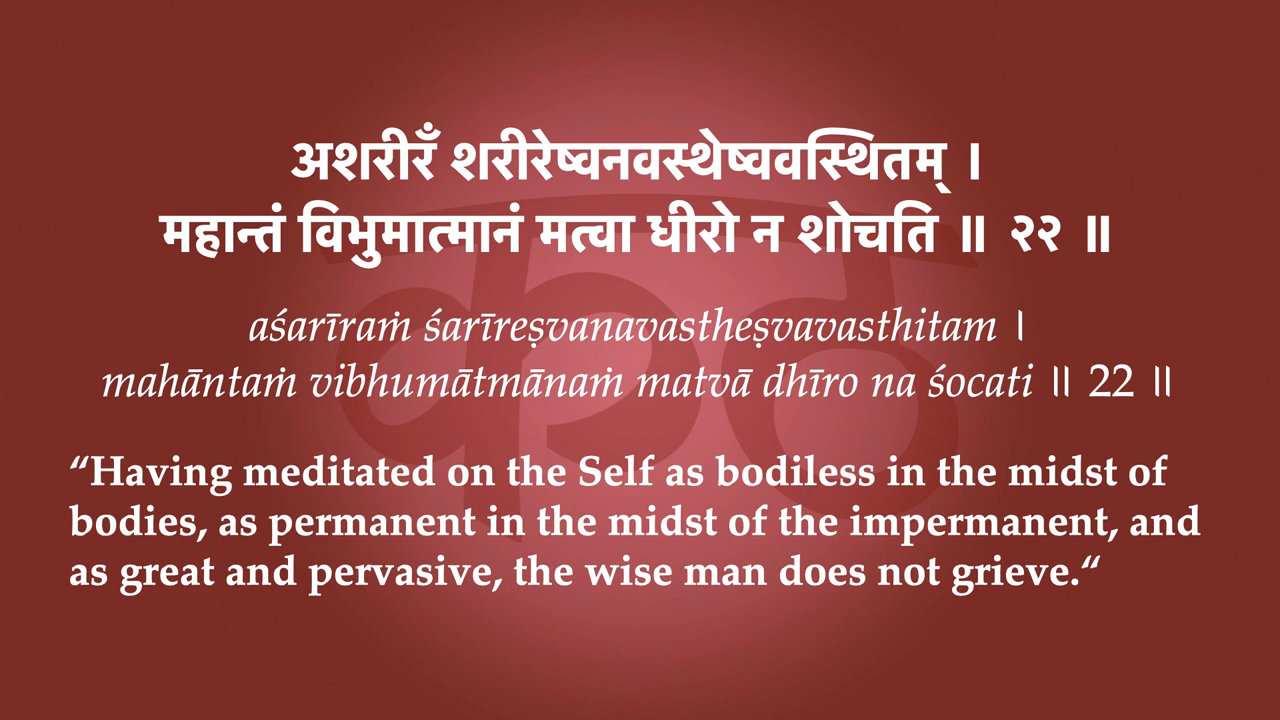 अशरीरँ शरीरेष्वनवस्थेष्ववस्थितम् ।
महान्तं विभुमात्मानं मत्वा धीरो न शोचति ॥ २२ ॥
aśarīraṁ śarīreṣvanavastheṣvavasthitam ।
mahāntaṁ vibhumātmānaṁ matvā dhīro na śocati ॥ 22 ॥
“Having meditated on the Self as bodiless in the midst of
bodies, as permanent in the midst of the impermanent, and
as great and pervasive, the wise man does not grieve.“
कठ